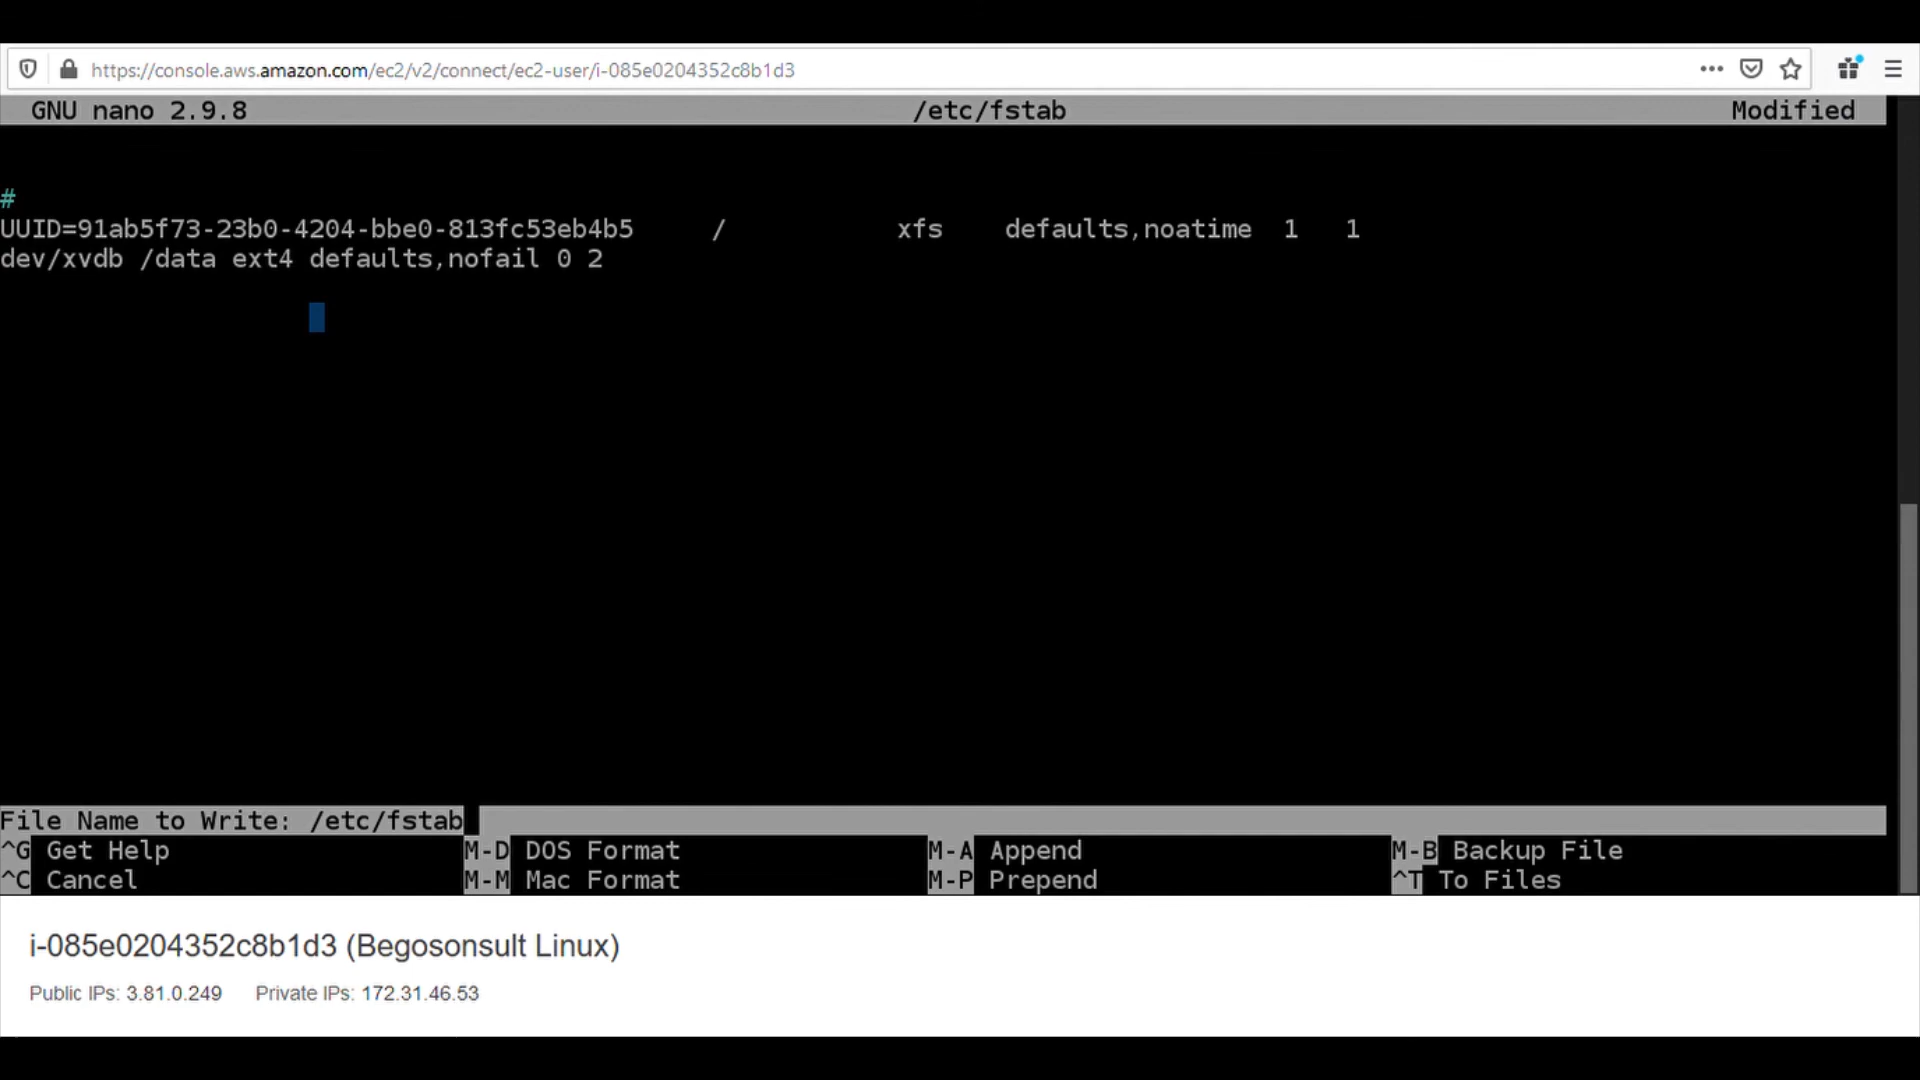 https://console.aws.amazon.com/ec2/v2/connect/ec2-user/i-085e0204352c8b1d3
GNU nano 2.9.8 /etc/fstab Modified
#
UUID=91ab5f73-23b0-4204-bbe0-813fc53eb4b5 / xfs defaults,noatime 1 1
dev/xvdb /data ext4 defaults,nofail 0 2
File Name to Write: /etc/fstab
^G Get Help M-D DOS Format M-A Append M-B Backup File
^C Cancel M-M Mac Format M-P Prepend ^T To Files
i-085e0204352c8b1d3 (Begosonsult Linux)
Public IPs: 3.81.0.249 Private IPs: 172.31.46.53